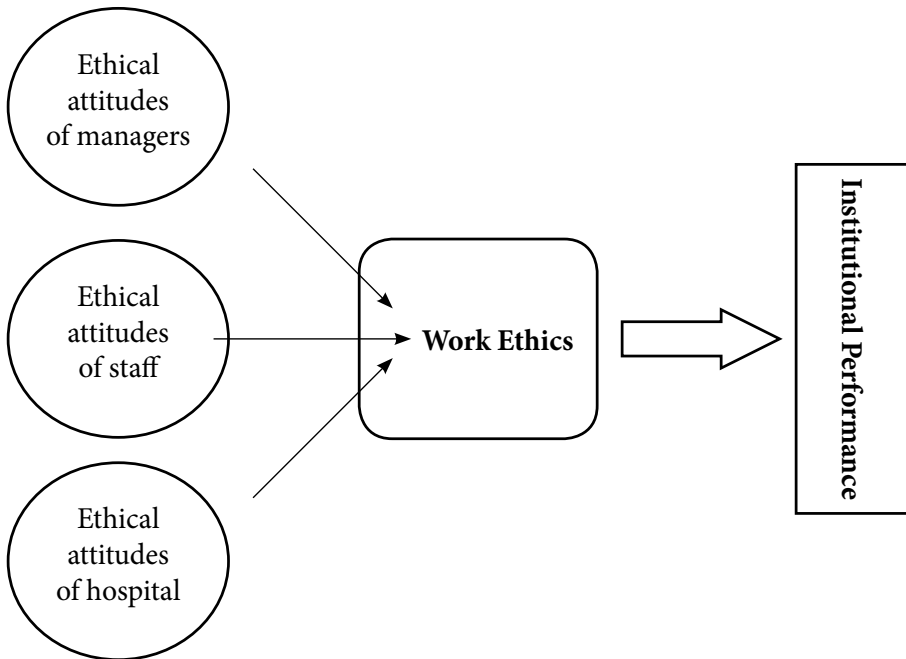 Ethical
attitudes
of managers
Ethical
attitudes
of staff
Ethical
attitudes
of hospital
Work Ethics
Institutional Performance